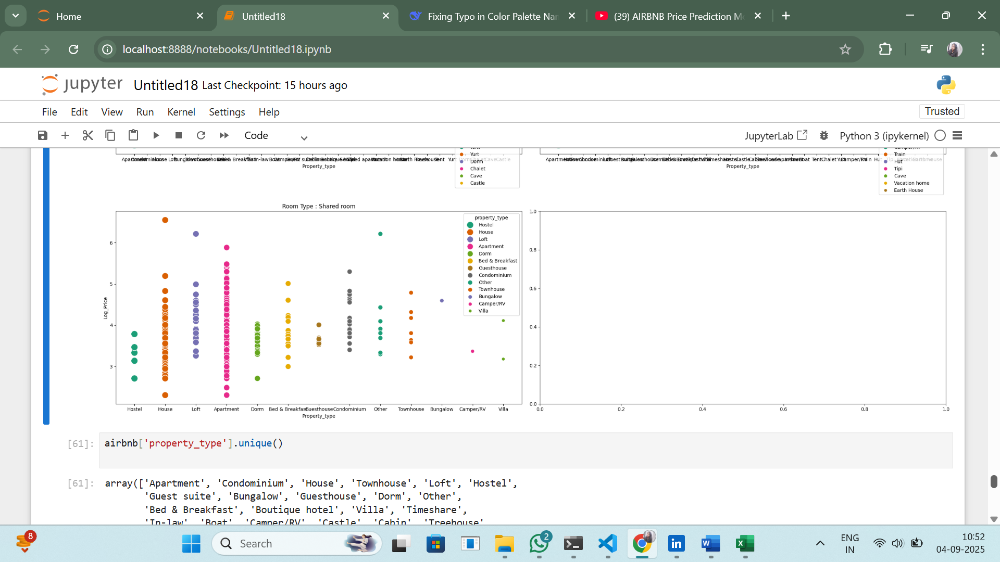 Home
Untitled18
Fixing Typo in Color Palette Nan
(39) AIRBNB Price Prediction Mo
localhost:8888/notebooks/Untitled18.ipynb
jupyter Untitled18 Last Checkpoint: 15 hours ago
File Edit View Run Kernel Settings Help
Trusted
Code
JupyterLab
Python 3 (ipykernel)
Yurt
Dorm
Chalet
Cave
Castle
Property_type
Train
Hut
Tipi
Cave
Vacation home
Earth House
Property_type
Room Type : Shared room
property_type
Hostel
House
Loft
Apartment
Dorm
Bed & Breakfast
Guesthouse
Condominium
Other
Townhouse
Bungalow
Camper/RV
Villa
Log_Price
6
5
4
3
Hostel House Loft Apartment Dorm Bed & Breakfast Guesthouse Condominium Other Townhouse Bungalow Camper/RV Villa
Property_type
1.0
0.8
0.6
0.4
0.2
0.0
0.0 0.2 0.4 0.6 0.8 1.0
[61]: airbnb['property_type'].unique()
[61]: array(['Apartment', 'Condominium', 'House', 'Townhouse', 'Loft', 'Hostel',
'Guest suite', 'Bungalow', 'Guesthouse', 'Dorm', 'Other',
'Bed & Breakfast', 'Boutique hotel', 'Villa', 'Timeshare',
'In-law', 'Boat', 'Camper/RV', 'Castle', 'Cabin', 'Treehouse'
8
Search
2
ENG
IN
10:52
04-09-2025